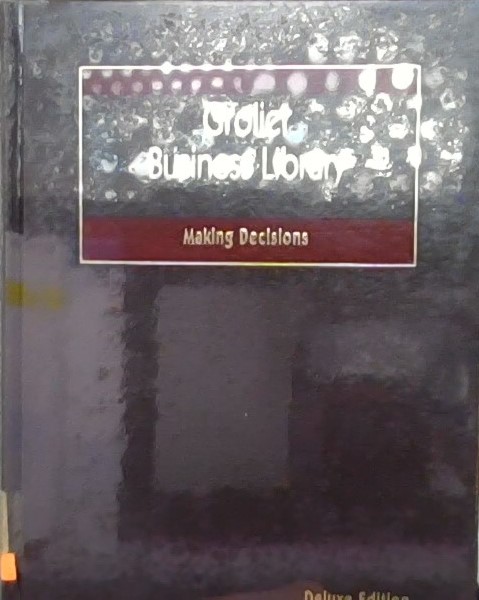 Grolier
Business Library
Making Decisions
Deluxe Edition